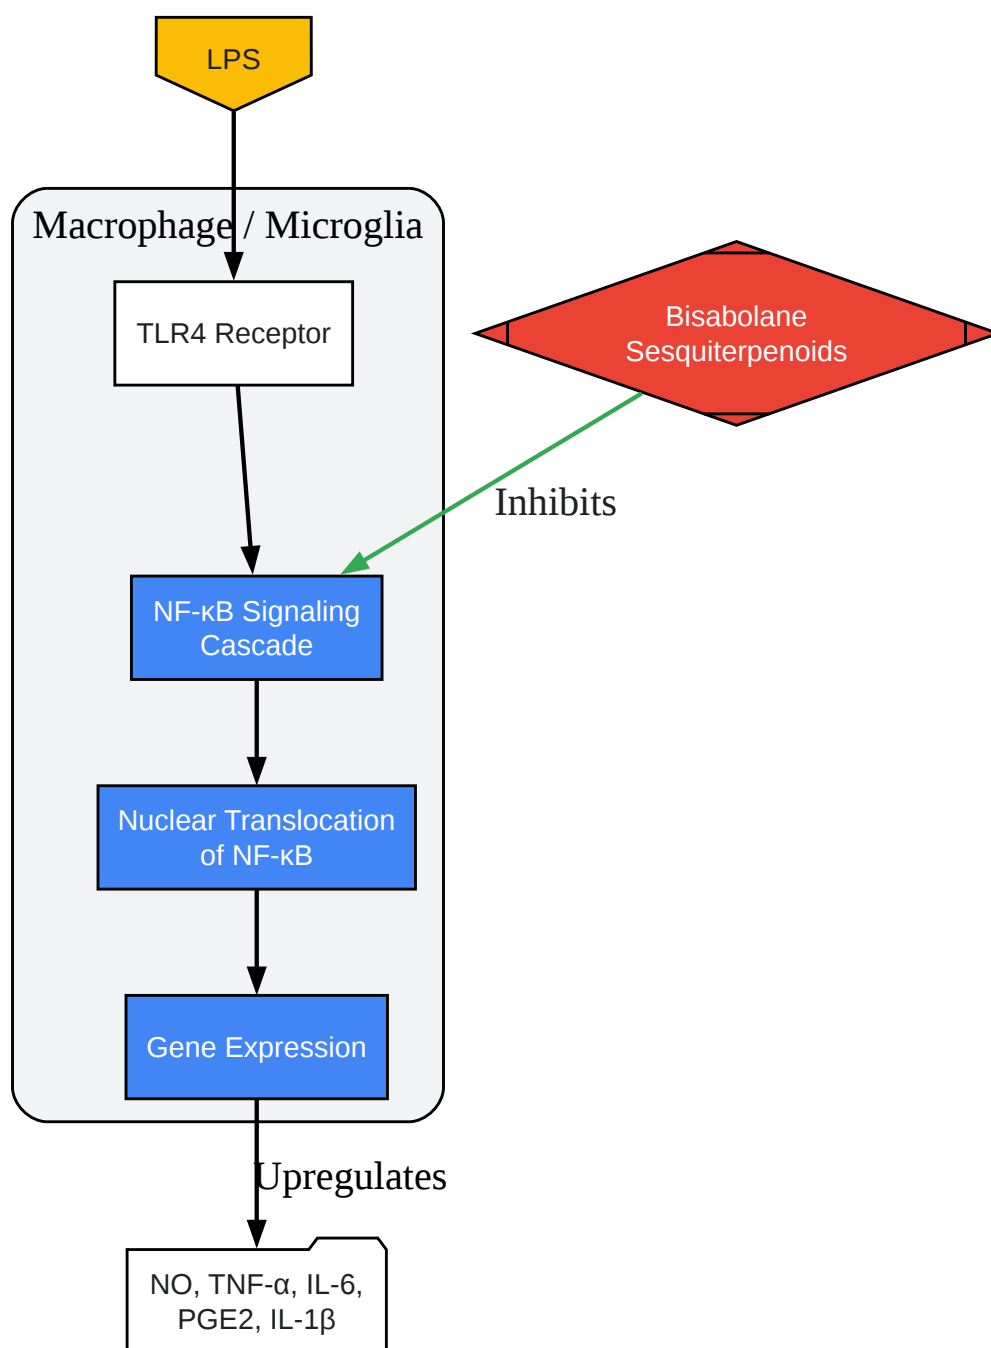 LPS
Macrophage / Microglia
TLR4 Receptor
Bisabolane
Sesquiterpenoids
Inhibits
NF-κB Signaling
Cascade
Nuclear Translocation
of NF-κB
Gene Expression
Upregulates
NO, TNF-α, IL-6,
PGE2, IL-1β